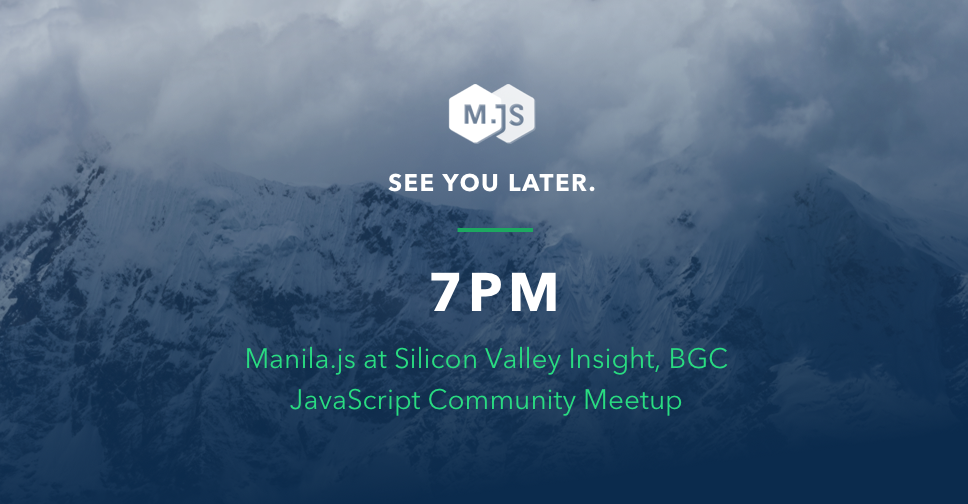 M.JS
SEE YOU LATER.
7PM
Manila.js at Silicon Valley Insight, BGC
JavaScript Community Meetup